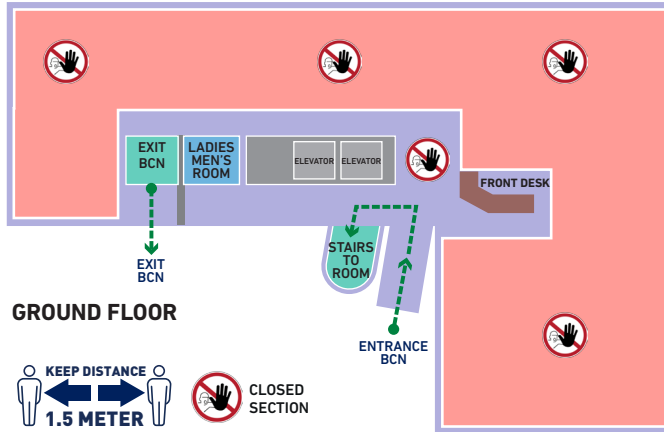 EXIT
BCN
LADIES
MEN'S
ROOM
ELEVATOR
ELEVATOR
FRONT DESK
STAIRS
TO
ROOM
EXIT
BCN
GROUND FLOOR
ENTRANCE
BCN
KEEP DISTANCE
1.5 METER
CLOSED
SECTION